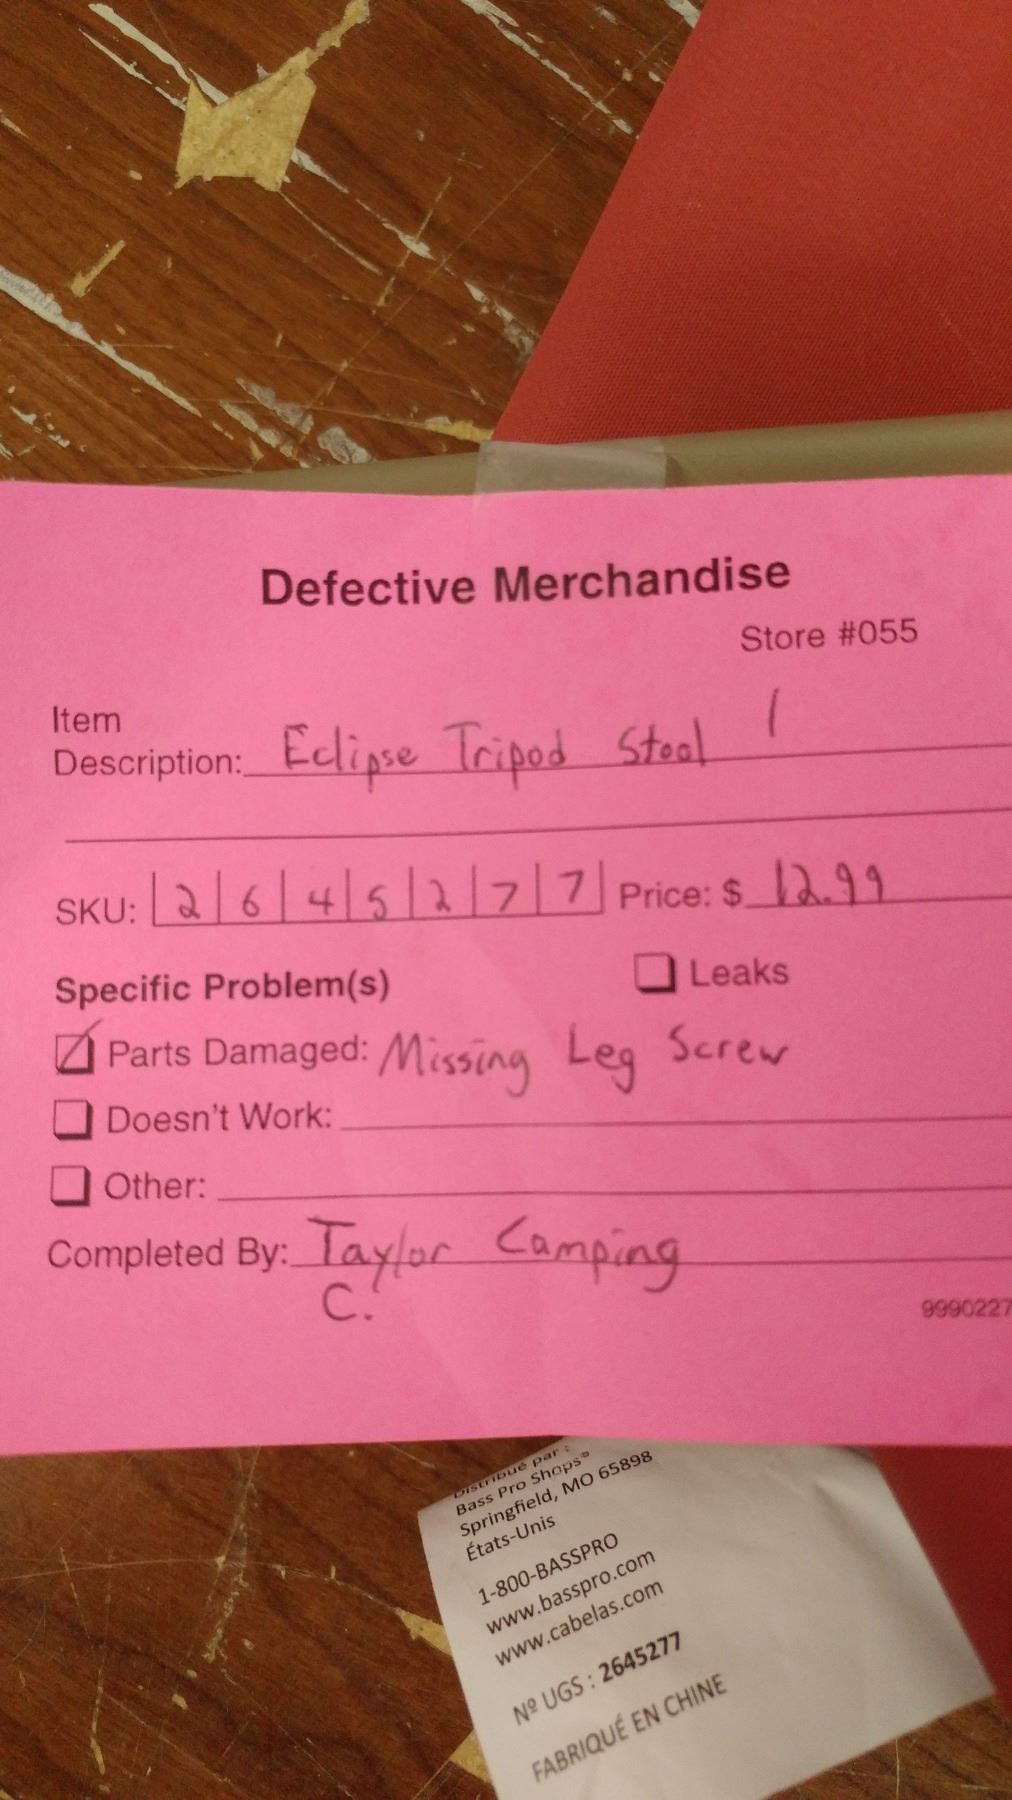 Defective Merchandise
Store #055
Item
Description: Eclipse Tripod Stool 1
SKU: 2 6 4 5 2 7 7 Price: $ 12.99
Specific Problem(s) Leaks
Parts Damaged: Missing Leg Screw
Doesn't Work:
Other:
Completed By: Taylor Camping
C.
9990227
Distribué par :
Bass Pro Shops®
Springfield, MO 65898
États-Unis
1-800-BASSPRO
www.basspro.com
www.cabelas.com
Nº UGS : 2645277
FABRIQUÉ EN CHINE